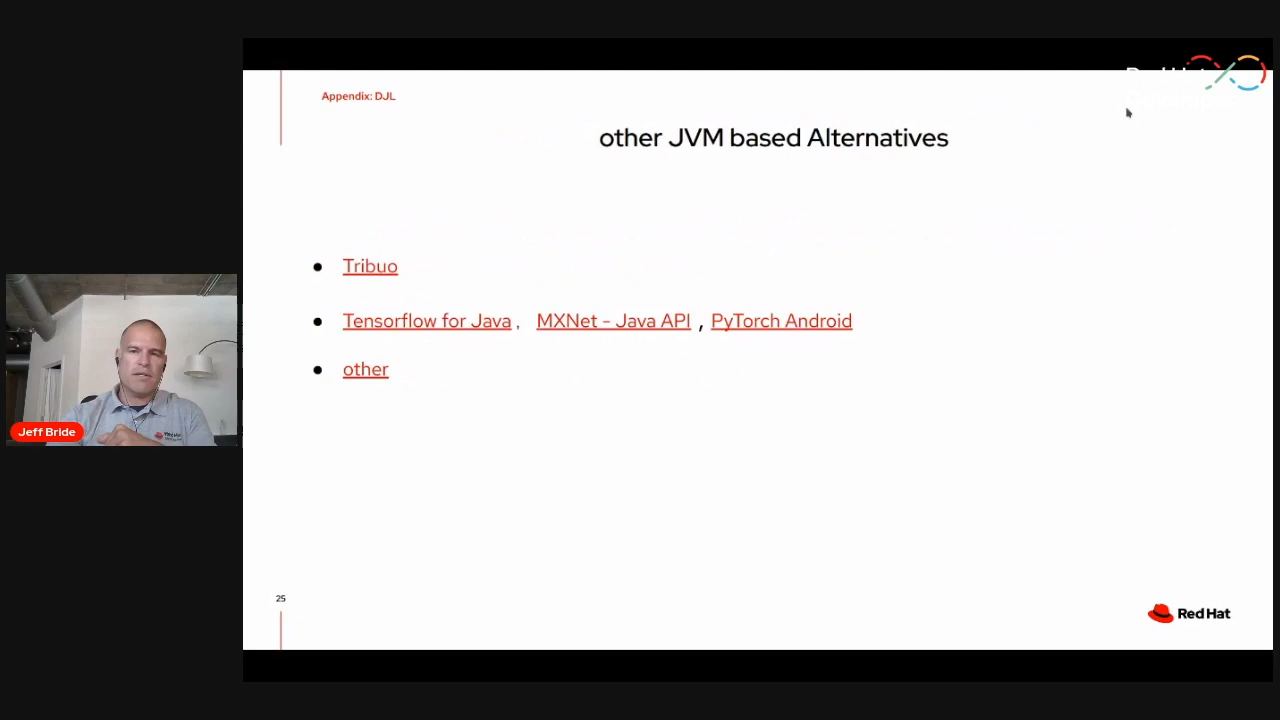 Appendix: DJL
other JVM based Alternatives
Tribuo
Tensorflow for Java , MXNet - Java API , PyTorch Android
other
Jeff Bride
25
Red Hat